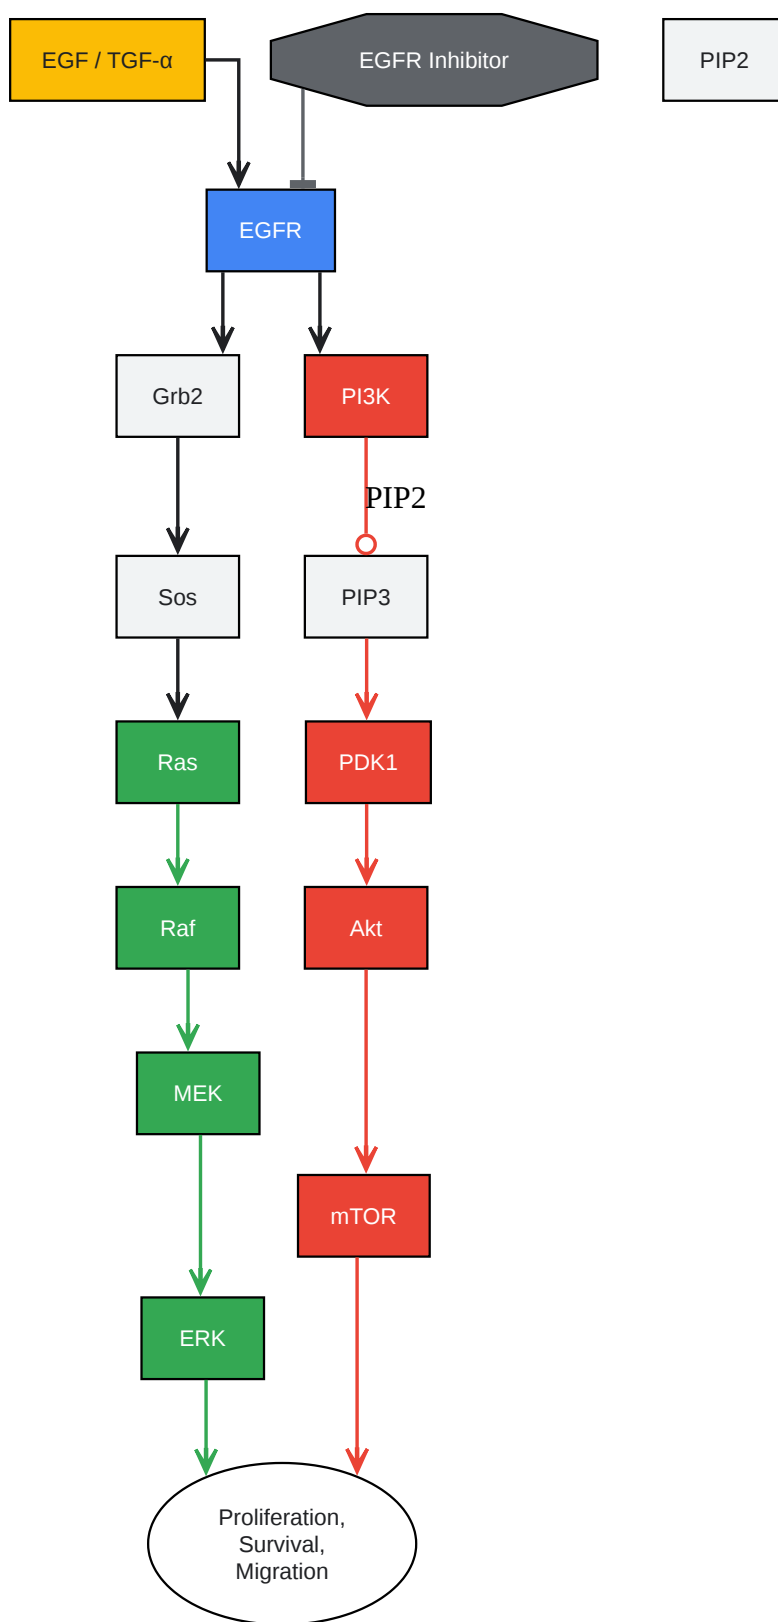 EGF / TGF-α
EGFR Inhibitor
PIP2
EGFR
Grb2
PI3K
PIP2
Sos
PIP3
Ras
PDK1
Raf
Akt
MEK
mTOR
ERK
Proliferation,
Survival,
Migration